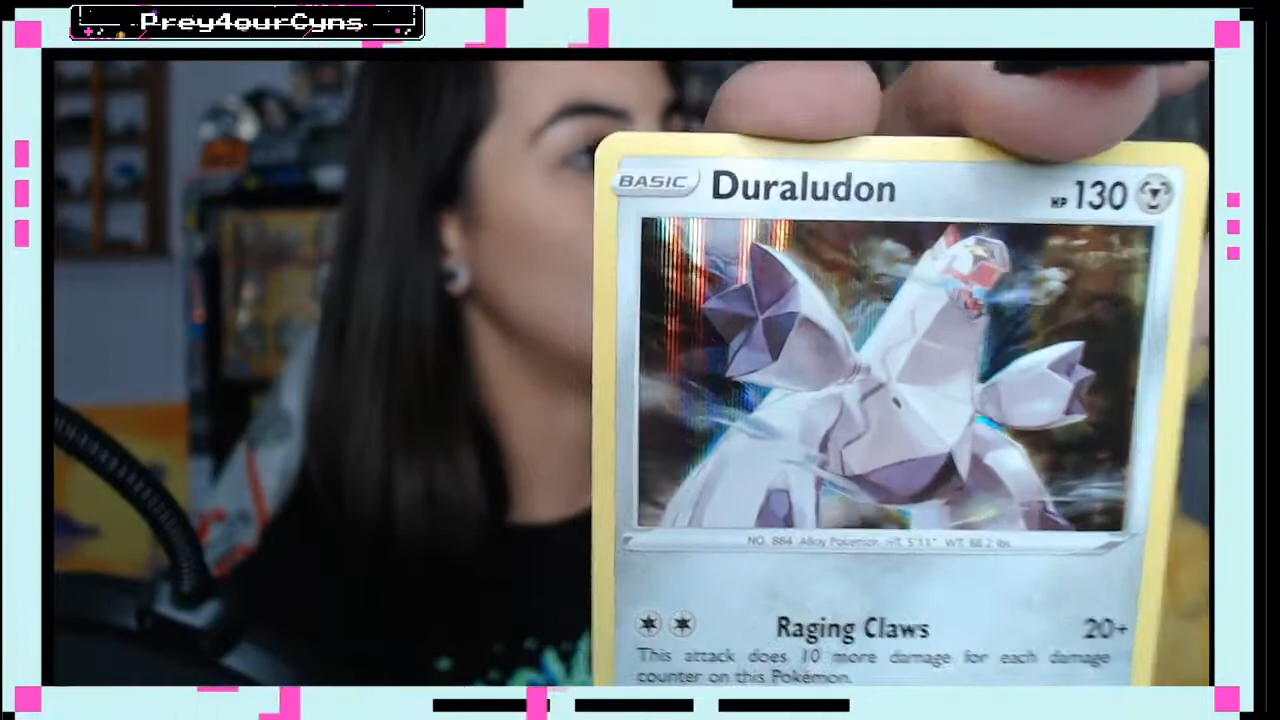 Prey4ourCyns
BASIC Duraludon HP 130
NO. 884 Alloy Pokémon HT: 5'11" WT: 88.2 lbs
Raging Claws 20+
This attack does 10 more damage for each damage
counter on this Pokémon.